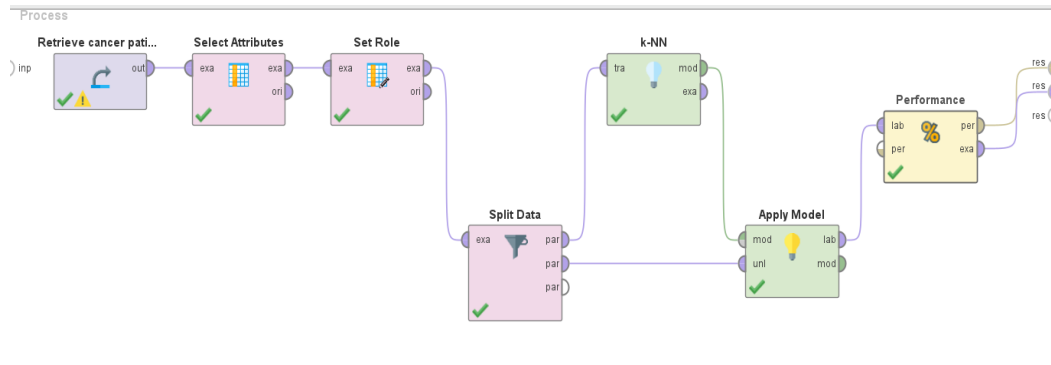 Process
Retrieve cancer pati...
Select Attributes
Set Role
k-NN
inp
out
exa
exa
ori
exa
exa
ori
tra
mod
exa
res
res
res
Performance
lab
per
per
exa
Split Data
exa
par
par
par
Apply Model
mod
lab
unl
mod
%